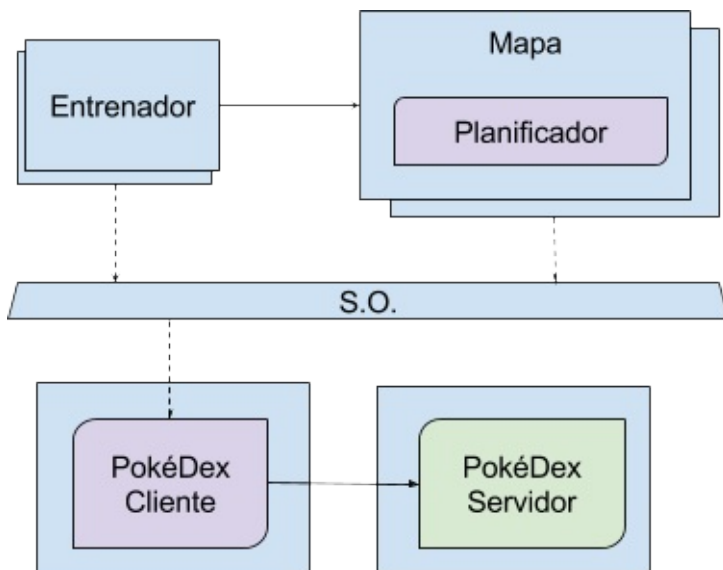 Entrenador
Mapa
Planificador
S.O.
PokéDex
Cliente
PokéDex
Servidor